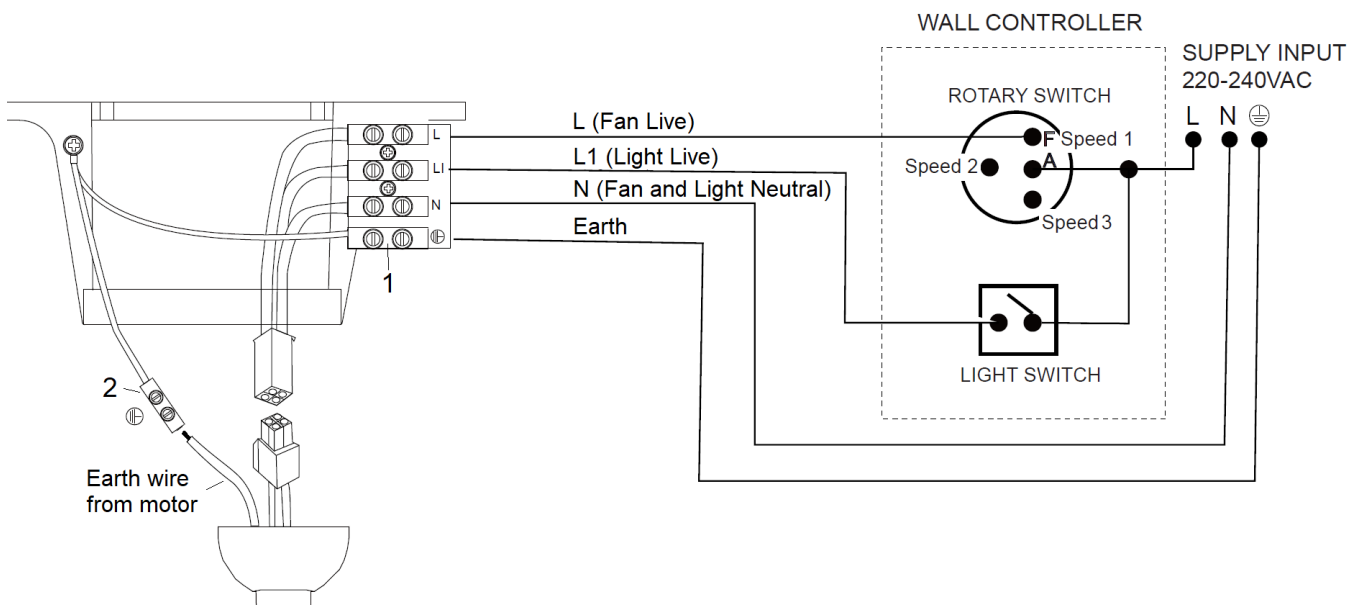 WALL CONTROLLER
SUPPLY INPUT
220-240VAC
L N
ROTARY SWITCH
F Speed 1
A
Speed 2
Speed 3
LIGHT SWITCH
L (Fan Live)
L1 (Light Live)
N (Fan and Light Neutral)
Earth
L
LI
N
1
2
Earth wire
from motor